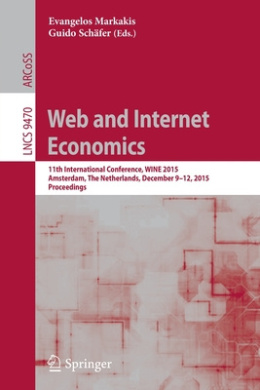 Evangelos Markakis
Guido Schäfer (Eds.)
LNCS 9470
ARCoSS
Web and Internet
Economics
11th International Conference, WINE 2015
Amsterdam, The Netherlands, December 9–12, 2015
Proceedings
Springer